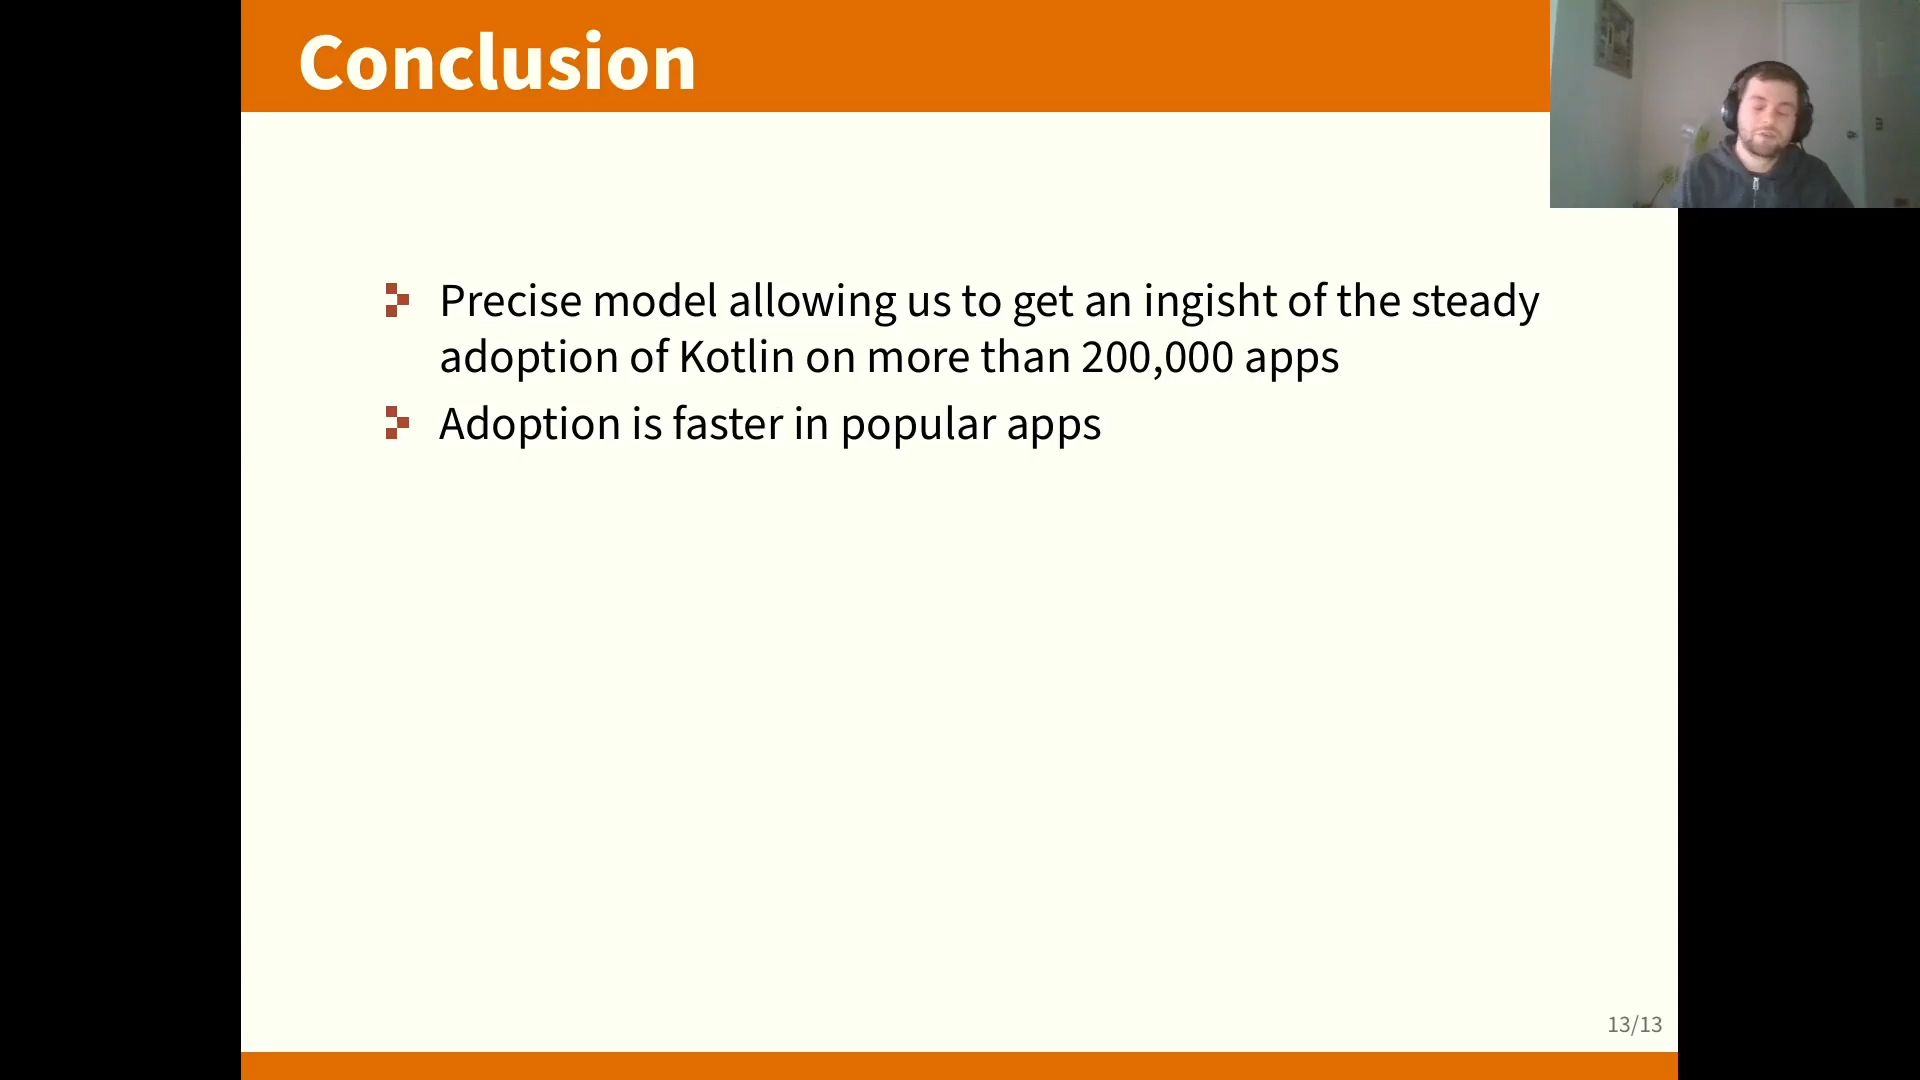 Conclusion
Precise model allowing us to get an ingisht of the steady
adoption of Kotlin on more than 200,000 apps
Adoption is faster in popular apps
13/13